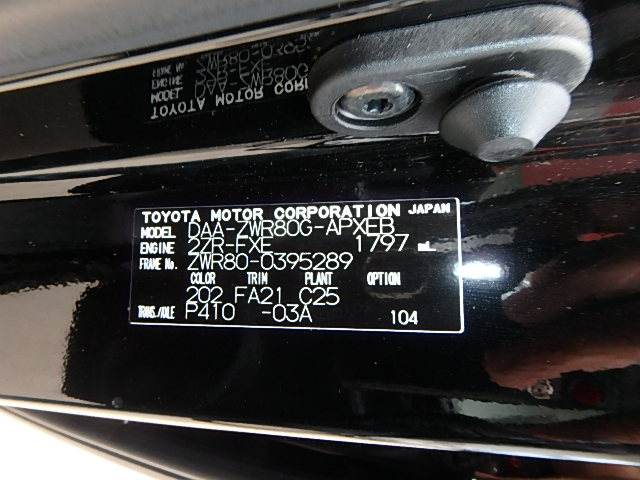 TOYOTA MOTOR CORPORATION JAPAN
MODEL DAA-ZWR80G-APXEB
ENGINE 2ZR-FXE 1797 mL
FRAME No. ZWR80-0395289
COLOR TRIM PLANT OPTION
202 FA21 C25
TRANS./AXLE P410 -03A 104